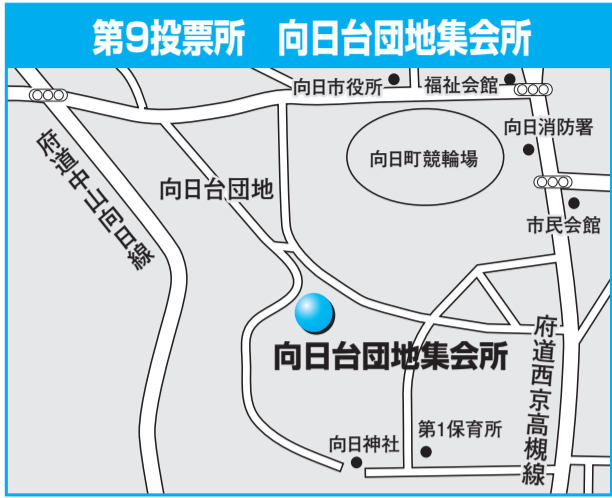 第9投票所　向日台団地集会所
向日市役所
福祉会館
向日消防署
向日町競輪場
府道中山向日線
向日台団地
市民会館
向日台団地集会所
府道西京高槻線
第1保育所
向日神社